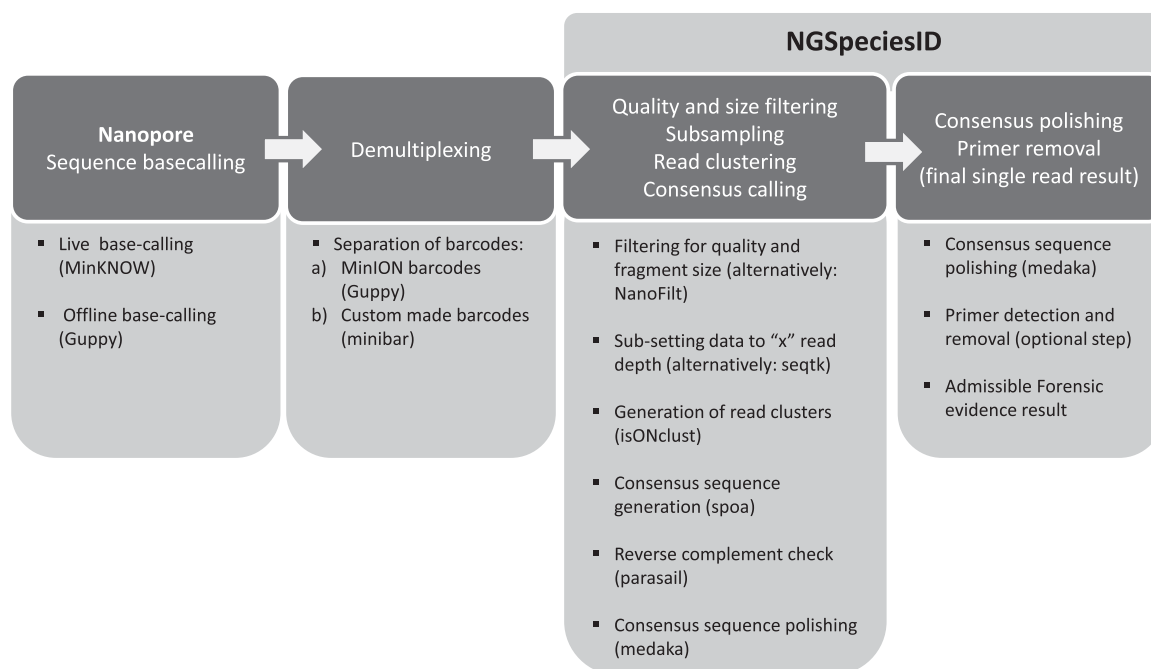 NGSpeciesID
Nanopore
Sequence basecalling
Demultiplexing
Quality and size filtering
Subsampling
Read clustering
Consensus calling
Consensus polishing
Primer removal
(final single read result)
▪ Live base-calling
(MinKNOW)
▪ Offline base-calling
(Guppy)
▪ Separation of barcodes:
a) MinION barcodes
(Guppy)
b) Custom made barcodes
(minibar)
▪ Filtering for quality and
fragment size (alternatively:
NanoFilt)
▪ Sub-setting data to “x” read
depth (alternatively: seqtk)
▪ Generation of read clusters
(isONclust)
▪ Consensus sequence
generation (spoa)
▪ Reverse complement check
(parasail)
▪ Consensus sequence polishing
(medaka)
▪ Consensus sequence
polishing (medaka)
▪ Primer detection and
removal (optional step)
▪ Admissible Forensic
evidence result